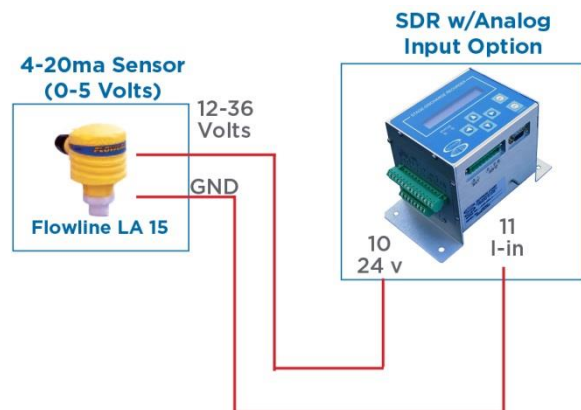 SDR w/Analog
Input Option
4-20ma Sensor
(0-5 Volts)
12-36
Volts
FLOWLINE
GND
Flowline LA 15
10
24 v
11
I-in